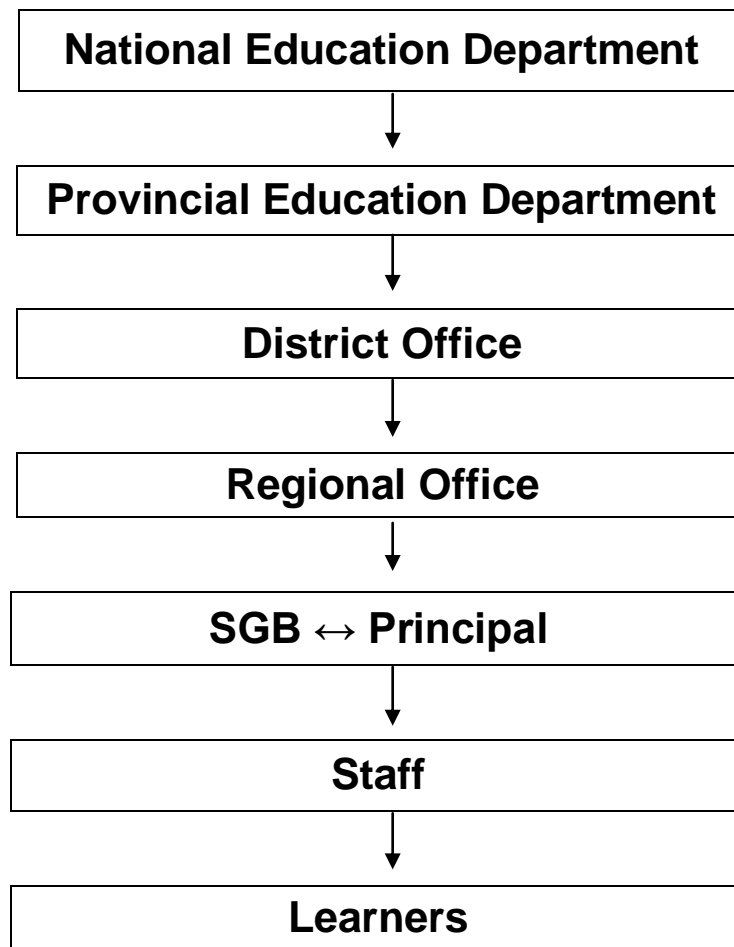 National Education Department
Provincial Education Department
District Office
Regional Office
SGB ↔ Principal
Staff
Learners